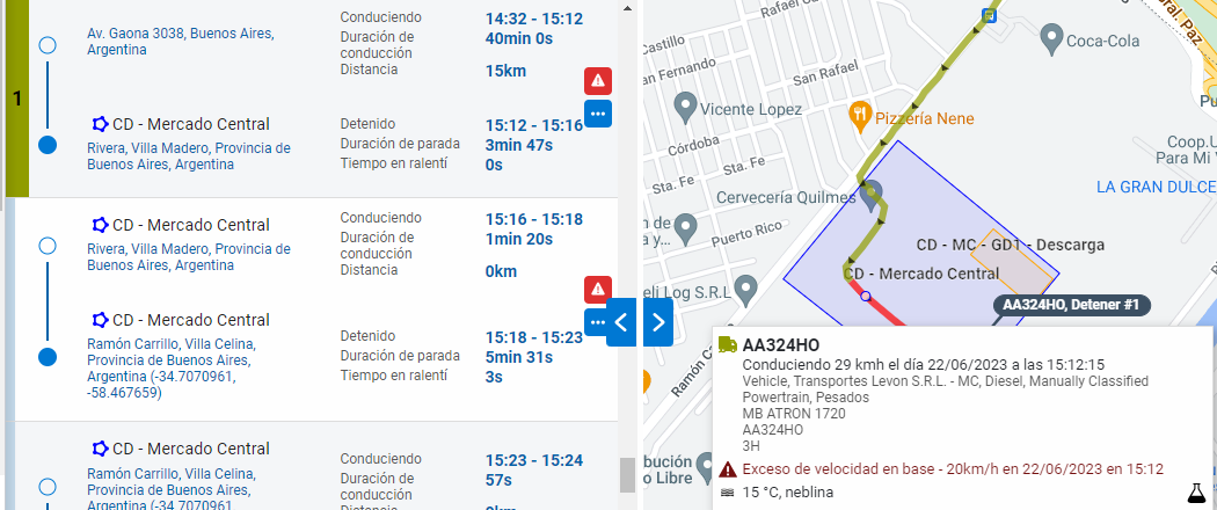 Conduciendo
14:32 - 15:12
Av. Gaona 3038, Buenos Aires,
Argentina
Duración de
conducción
40min 0s
Distancia
15km
1
CD - Mercado Central
Rivera, Villa Madero, Provincia de
Buenos Aires, Argentina
Detenido
15:12 - 15:16
Duración de parada
3min 47s
Tiempo en ralentí
0s
CD - Mercado Central
Rivera, Villa Madero, Provincia de
Buenos Aires, Argentina
Conduciendo
15:16 - 15:18
Duración de
conducción
1min 20s
Distancia
0km
CD - Mercado Central
Ramón Carrillo, Villa Celina,
Provincia de Buenos Aires,
Argentina (-34.7070961,
-58.467659)
Detenido
15:18 - 15:23
Duración de parada
5min 31s
Tiempo en ralentí
3s
CD - Mercado Central
Ramón Carrillo, Villa Celina,
Provincia de Buenos Aires,
Argentina (-34.7070961,
Conduciendo
15:23 - 15:24
Duración de
conducción
57s
Distancia
0km
Rafael
ral. Paz
Castillo
Coca-Cola
an Fernando
San Rafael
Vicente Lopez
Pizzería Nene
Pu
Córdoba
Coop.U
Para Mi V
Sta. Fe
Sta. Fe
LA GRAN DULCE
Cervecería Quilmes
n de
a y...
Puerto Rico
CD - MC - GD1 - Descarga
CD - Mercado Central
eli Log S.R.L
AA324HO, Detener #1
Ramón Ca
bución
o Libre
AA324HO
Conduciendo 29 kmh el día 22/06/2023 a las 15:12:15
Vehicle, Transportes Levon S.R.L. - MC, Diesel, Manually Classified
Powertrain, Pesados
MB ATRON 1720
AA324HO
3H
Exceso de velocidad en base - 20km/h en 22/06/2023 en 15:12
15 °C, neblina